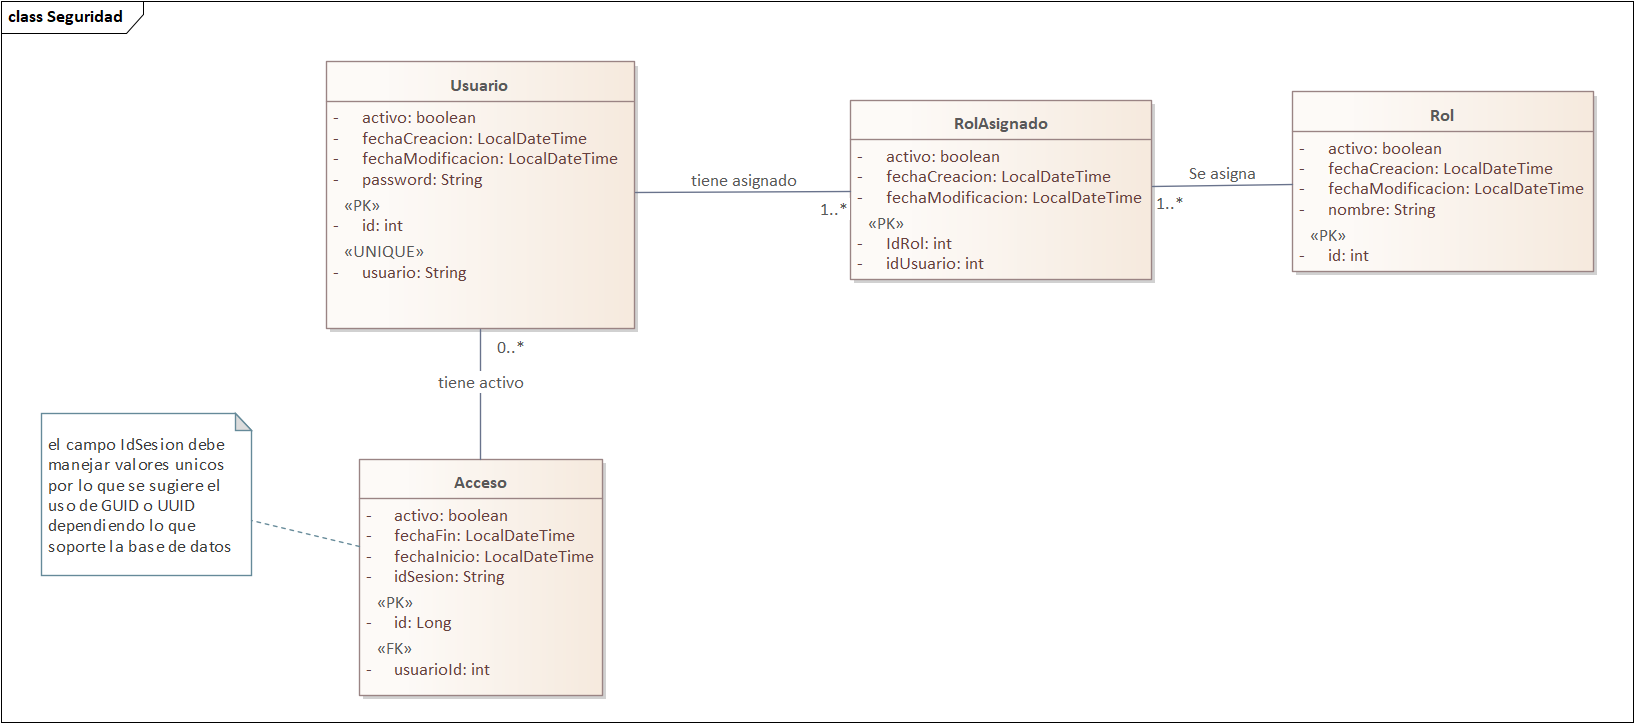 class Seguridad
Usuario
- activo: boolean
- fechaCreacion: LocalDateTime
- fechaModificacion: LocalDateTime
- password: String
«PK»
- id: int
«UNIQUE»
- usuario: String
tiene asignado
1..*
RolAsignado
- activo: boolean
- fechaCreacion: LocalDateTime
- fechaModificacion: LocalDateTime
«PK»
- IdRol: int
- idUsuario: int
Se asigna
1..*
Rol
- activo: boolean
- fechaCreacion: LocalDateTime
- fechaModificacion: LocalDateTime
- nombre: String
«PK»
- id: int
0..*
tiene activo
el campo IdSesion debe
manejar valores unicos
por lo que se sugiere el
uso de GUID o UUID
dependiendo lo que
soporte la base de datos
Acceso
- activo: boolean
- fechaFin: LocalDateTime
- fechaInicio: LocalDateTime
- idSesion: String
«PK»
- id: Long
«FK»
- usuarioId: int